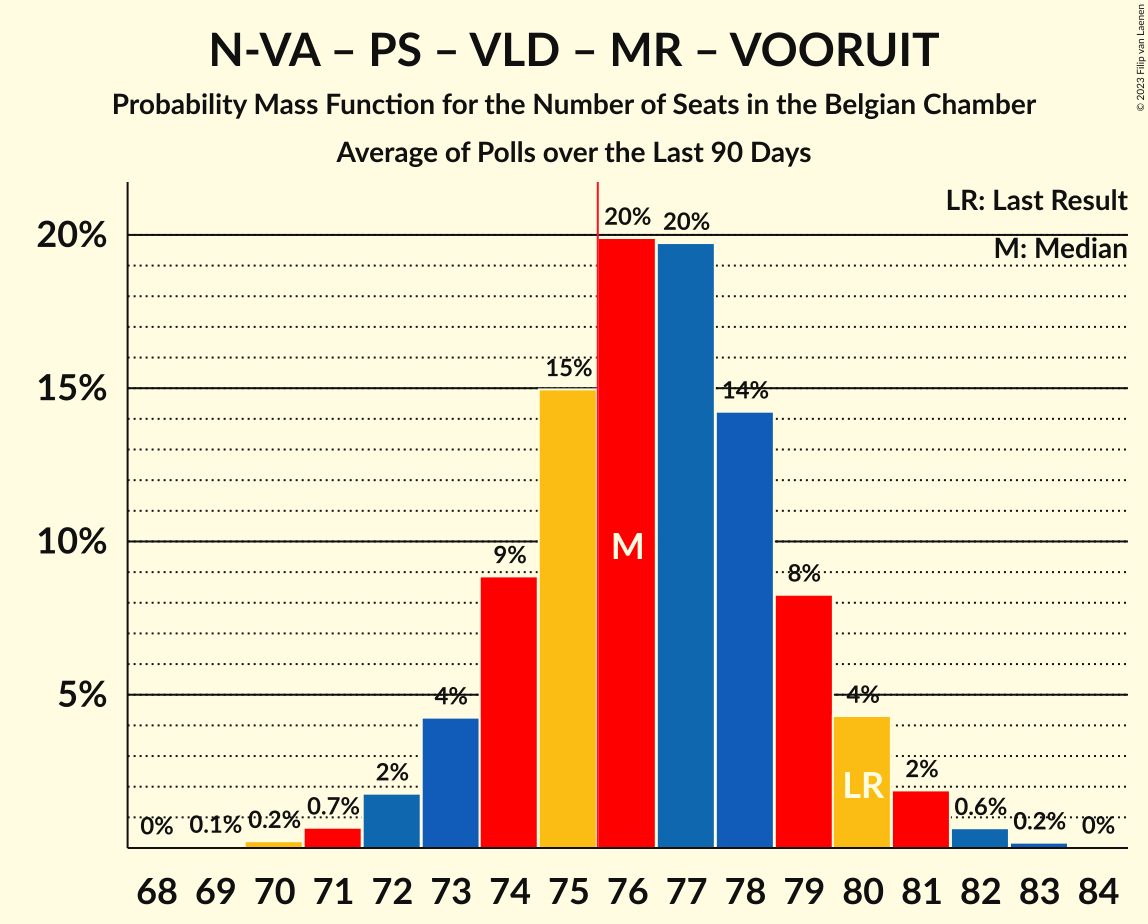 N-VA – PS – VLD – MR – VOORUIT
Probability Mass Function for the Number of Seats in the Belgian Chamber
Average of Polls over the Last 90 Days
© 2023 Filip van Laenen
LR: Last Result
M: Median
20%
15%
10%
5%
0%
0.1%
0.2%
0.7%
2%
4%
9%
15%
20%
20%
14%
8%
4%
2%
0.6%
0.2%
0%
M
LR
68 69 70 71 72 73 74 75 76 77 78 79 80 81 82 83 84